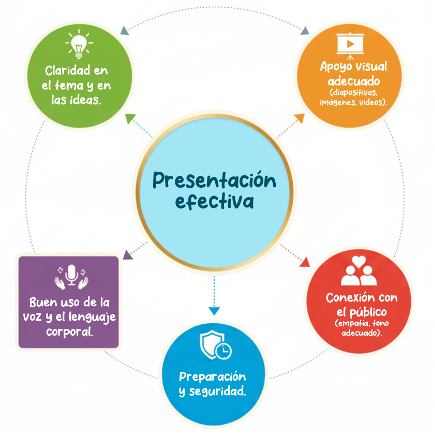 Claridad en
el tema y en
las ideas.
Apoyo visual
adecuado
(diapositivas,
imágenes, videos).
Presentación
efectiva
Buen uso de la
voz y el lenguaje
corporal.
Conexión con
el público
(empatía, tono
adecuado).
Preparación
y seguridad.